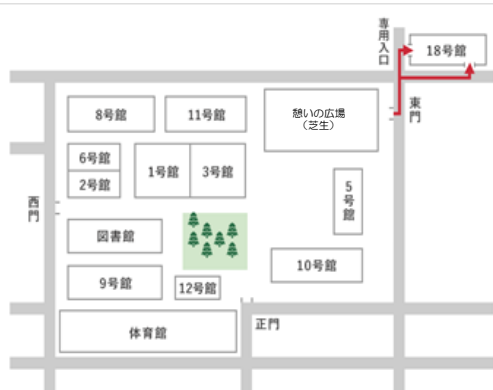 専用入口
18号館
8号館
11号館
憩いの広場
（芝生）
東門
6号館
2号館
1号館
3号館
5号館
西門
図書館
10号館
9号館
12号館
正門
体育館